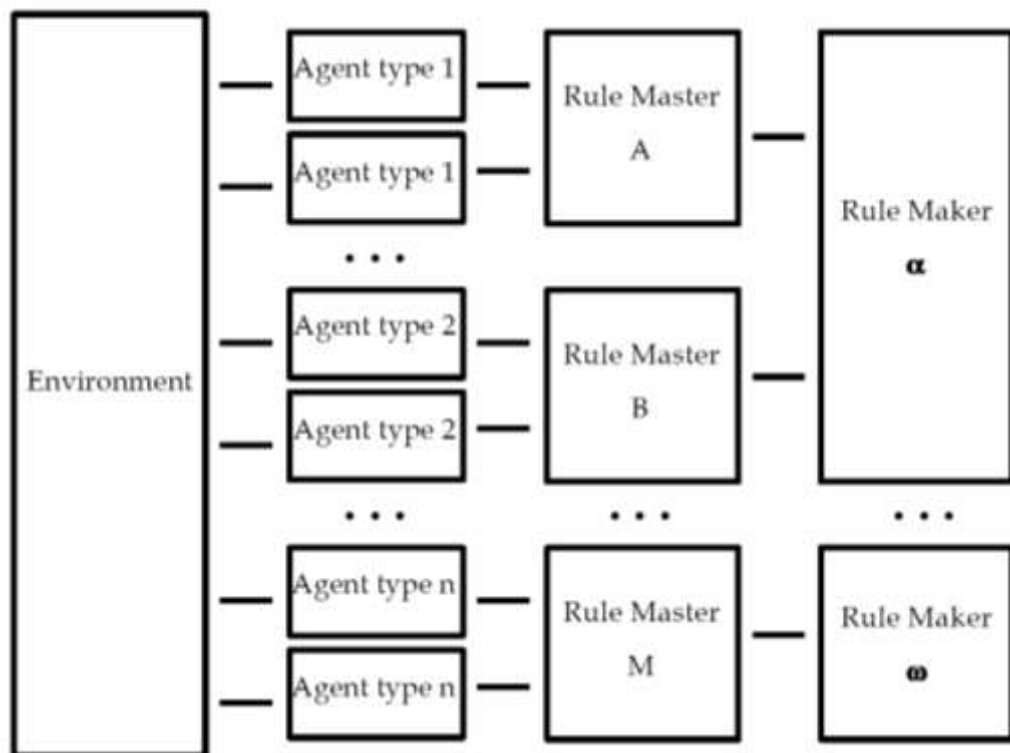 Environment
Agent type 1
Agent type 1
. . .
Agent type 2
Agent type 2
. . .
Agent type n
Agent type n
Rule Master
A
Rule Master
B
. . .
Rule Master
M
Rule Maker
α
. . .
Rule Maker
ω